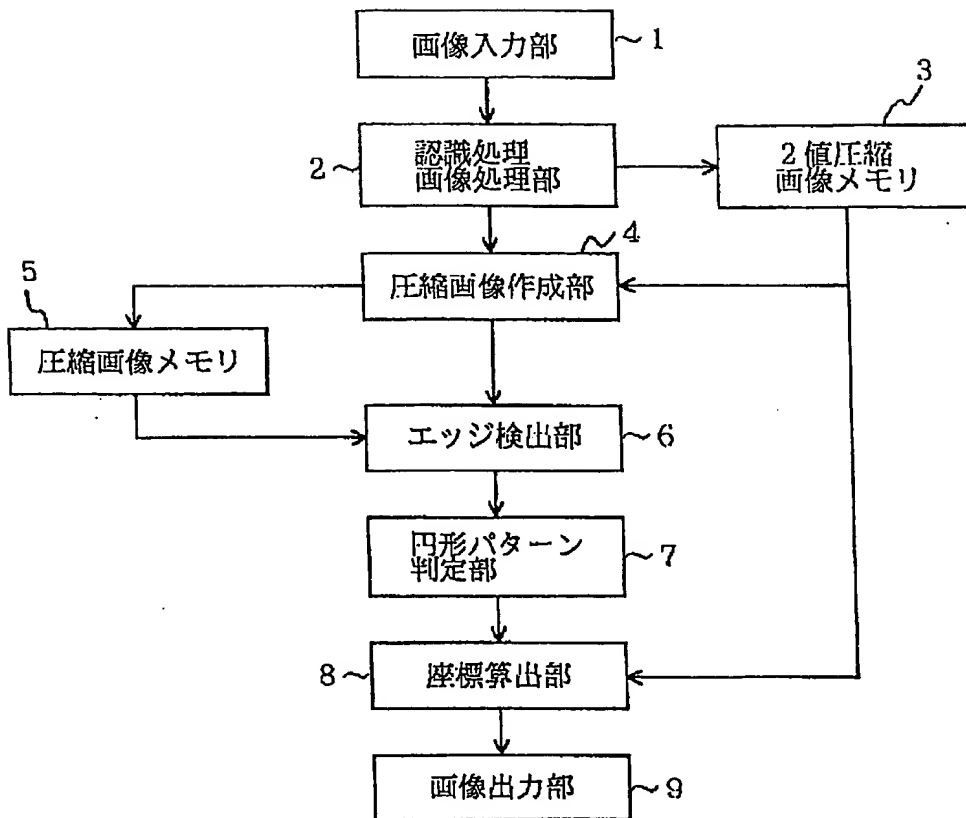 画像入力部
1
3
認識処理
画像処理部
2
2値圧縮
画像メモリ
4
圧縮画像作成部
5
圧縮画像メモリ
エッジ検出部
6
円形パターン
判定部
7
座標算出部
8
画像出力部
9